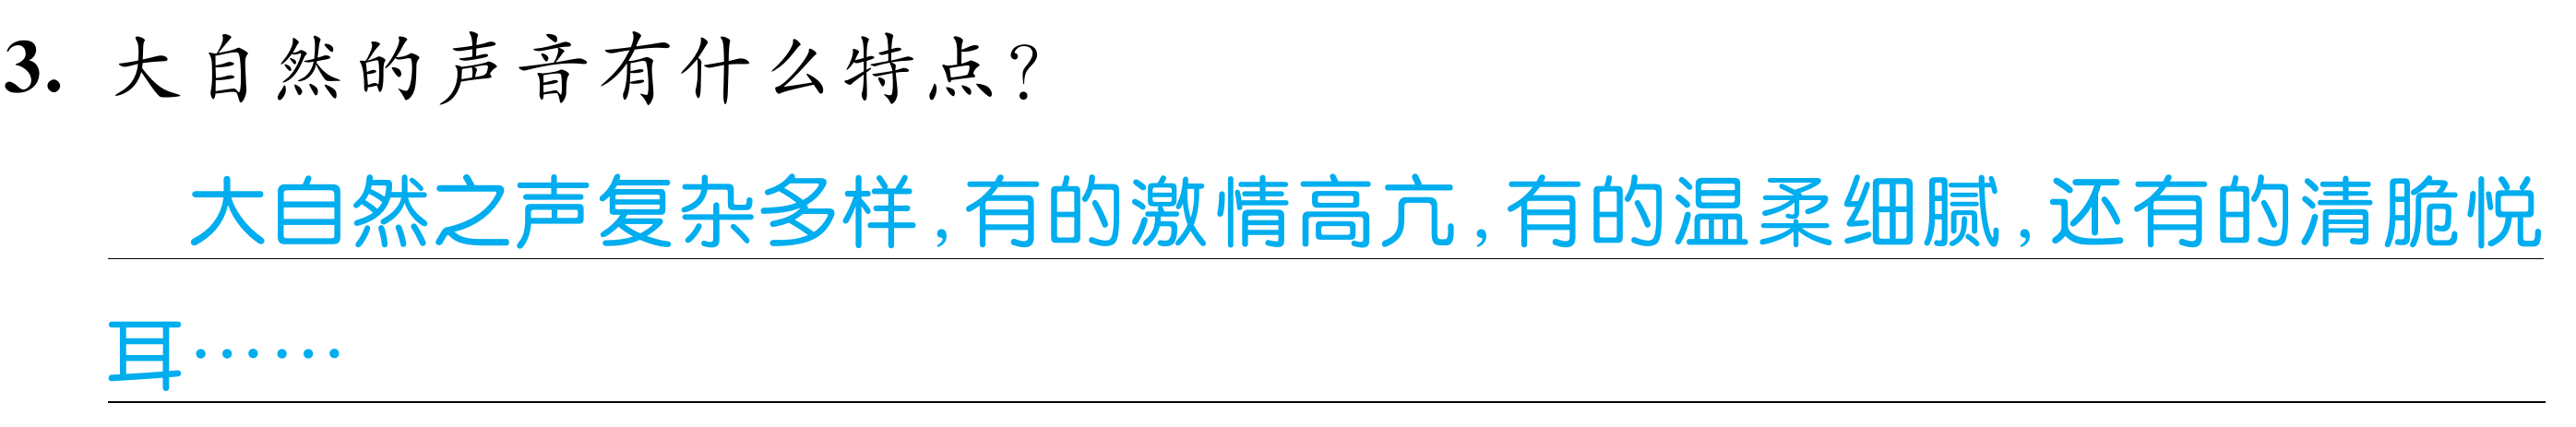 3. 大自然的声音有什么特点？
大自然之声复杂多样，有的激情高亢，有的温柔细腻，还有的清脆悦
耳……